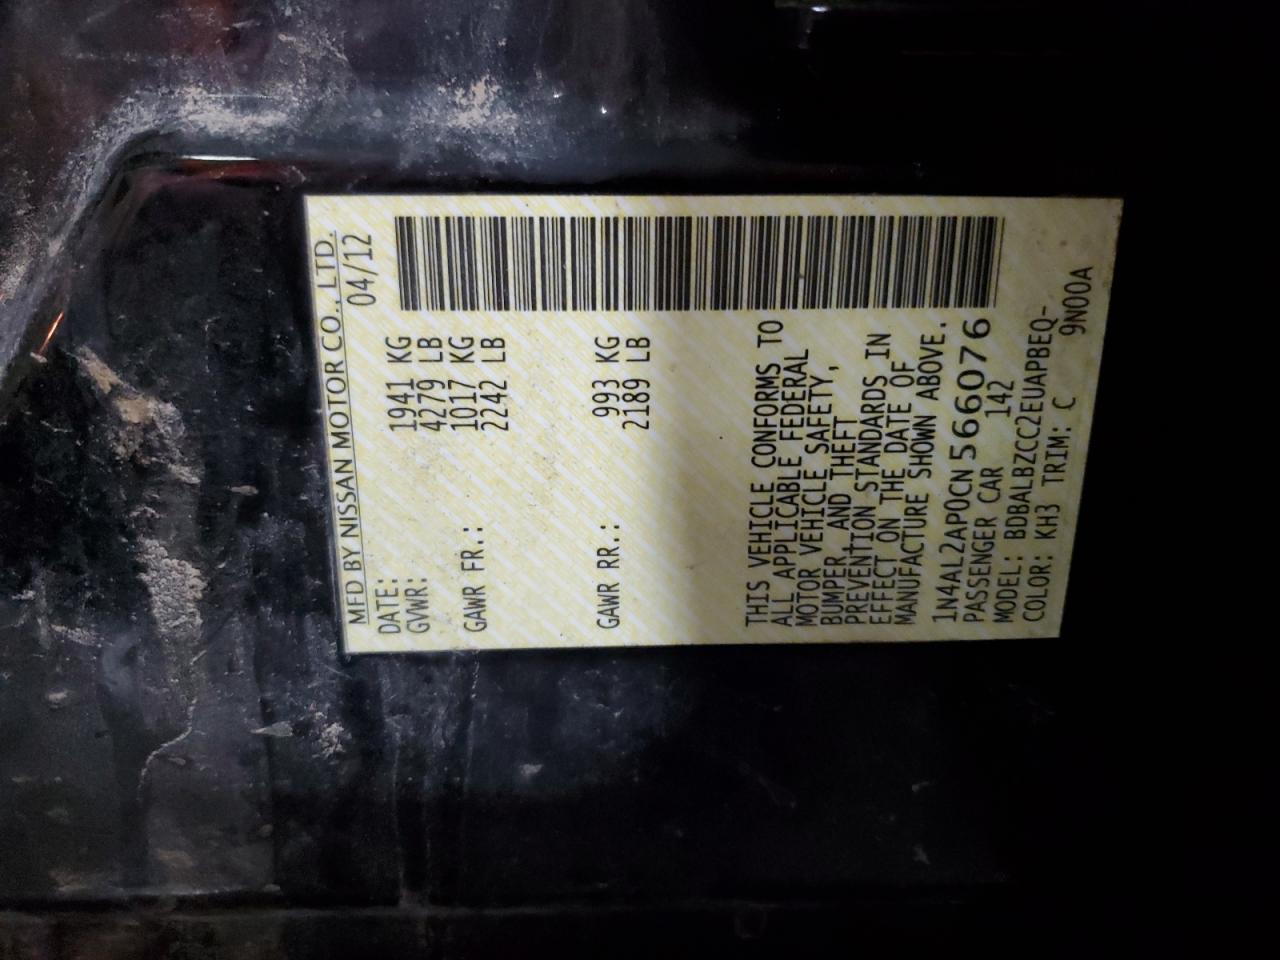 MFD BY NISSAN MOTOR CO., LTD.
DATE: 04/12
GVWR: 1941 KG
4279 LB
GAWR FR.: 1017 KG
2242 LB
GAWR RR.: 993 KG
2189 LB
THIS VEHICLE CONFORMS TO
ALL APPLICABLE FEDERAL
MOTOR VEHICLE SAFETY,
BUMPER, AND THEFT
PREVENTION STANDARDS IN
EFFECT ON THE DATE OF
MANUFACTURE SHOWN ABOVE.
1N4AL2AP0CN566076
PASSENGER CAR 142
MODEL: BDBALBZCC2EUAPBEQ-
COLOR: KH3 TRIM: C 9N00A